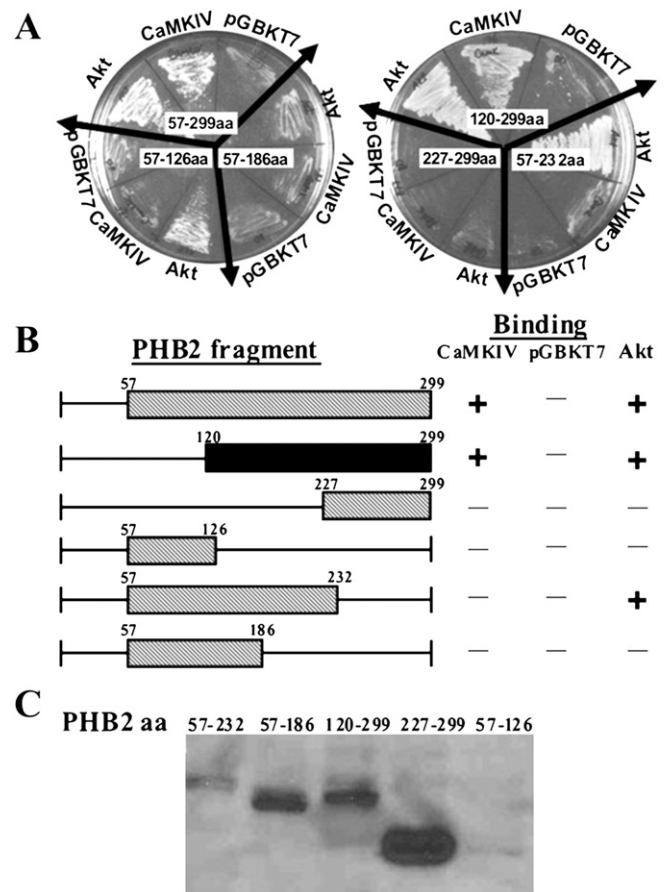 A
CaMKIV
pGBKT7
Akt
Akt
57-299aa
57-126aa
57-186aa
pGBKT7
CaMKIV
CaMKIV
Akt
pGBKT7
CaMKIV
pGBKT7
Akt
120-299aa
227-299aa
57-232aa
Akt
pGBKT7
CaMKIV
CaMKIV
Akt
pGBKT7
B
PHB2 fragment
Binding
CaMKIV pGBKT7 Akt
57 299
+ — +
120 299
+ — +
227 299
— — —
57 126
— — —
57 232
— — +
57 186
— — —
C
PHB2 aa 57-232 57-186 120-299 227-299 57-126